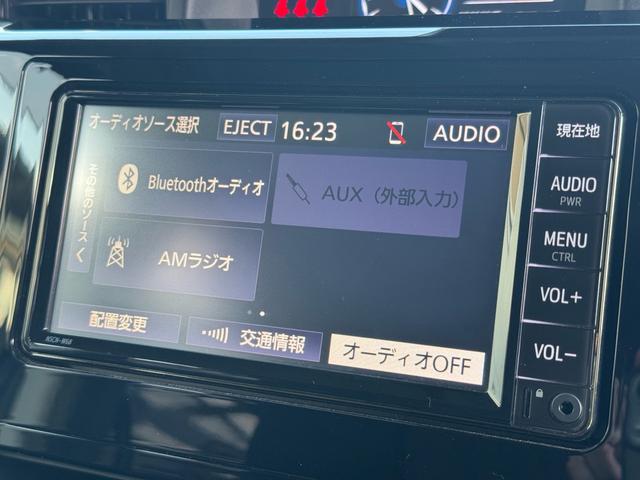 オーディオソース選択
EJECT
16:23
AUDIO
その他のソース
Bluetoothオーディオ
AUX（外部入力）
AMラジオ
配置変更
交通情報
オーディオOFF
NSCN-W68
現在地
AUDIO
PWR
MENU
CTRL
VOL+
VOL-